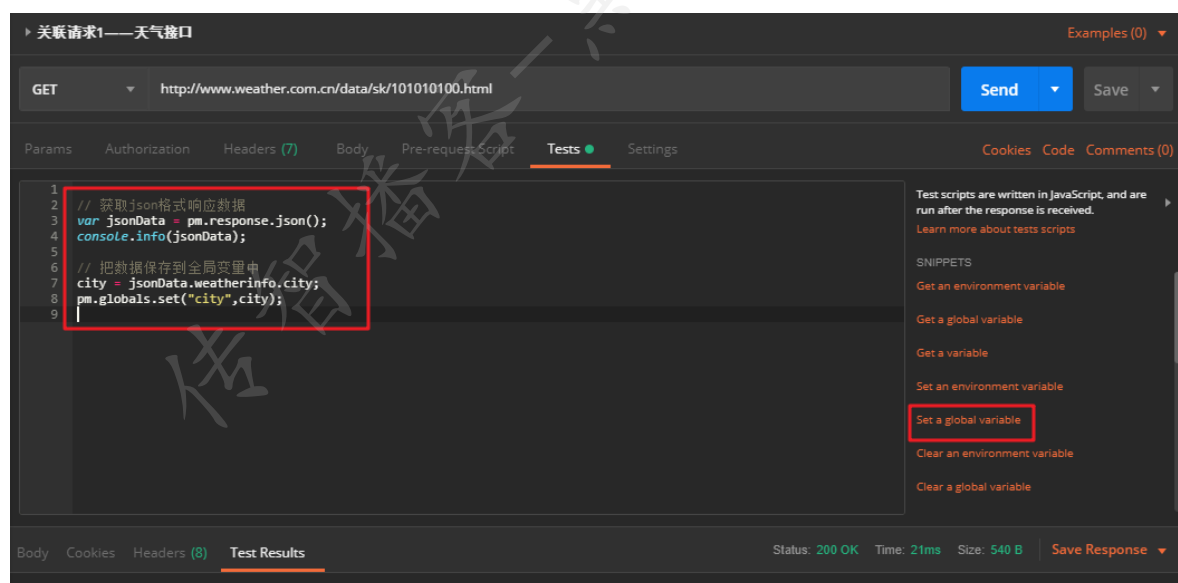 关联请求1——天气接口
Examples (0)
GET http://www.weather.com.cn/data/sk/101010100.html Send Save
Params Authorization Headers (7) Body Pre-request Script Tests Settings Cookies Code Comments (0)
1
2 // 获取json格式响应数据
3 var jsonData = pm.response.json();
4 console.info(jsonData);
5
6 // 把数据保存到全局变量中
7 city = jsonData.weatherinfo.city;
8 pm.globals.set("city",city);
9
Test scripts are written in JavaScript, and are
run after the response is received.
Learn more about tests scripts
SNIPPETS
Get an environment variable
Get a global variable
Get a variable
Set an environment variable
Set a global variable
Clear an environment variable
Clear a global variable
Body Cookies Headers (8) Test Results Status: 200 OK Time: 21ms Size: 540 B Save Response
传智播客